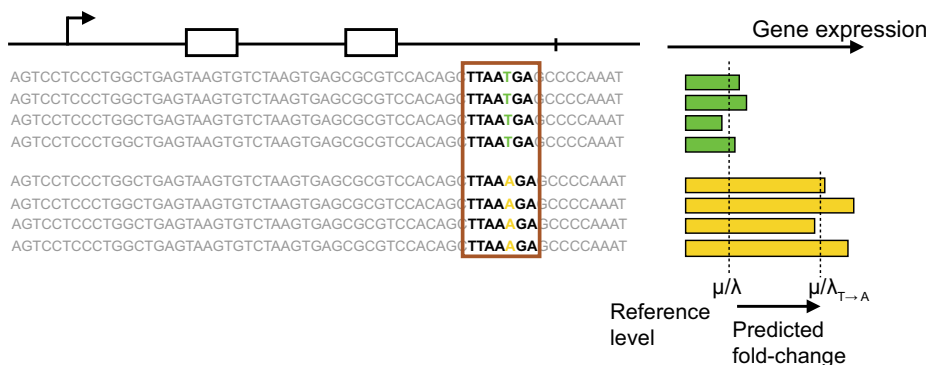 Gene expression
AGTCCTCCCTGGCTGAGTAAGTGTCTAAGTGAGCGCGTCCACAGCTTAATGAGCCCCAAAT
AGTCCTCCCTGGCTGAGTAAGTGTCTAAGTGAGCGCGTCCACAGCTTAATGAGCCCCAAAT
AGTCCTCCCTGGCTGAGTAAGTGTCTAAGTGAGCGCGTCCACAGCTTAATGAGCCCCAAAT
AGTCCTCCCTGGCTGAGTAAGTGTCTAAGTGAGCGCGTCCACAGCTTAATGAGCCCCAAAT
AGTCCTCCCTGGCTGAGTAAGTGTCTAAGTGAGCGCGTCCACAGCTTAAAGAGCCCCAAAT
AGTCCTCCCTGGCTGAGTAAGTGTCTAAGTGAGCGCGTCCACAGCTTAAAGAGCCCCAAAT
AGTCCTCCCTGGCTGAGTAAGTGTCTAAGTGAGCGCGTCCACAGCTTAAAGAGCCCCAAAT
AGTCCTCCCTGGCTGAGTAAGTGTCTAAGTGAGCGCGTCCACAGCTTAAAGAGCCCCAAAT
μ/λ μ/λT→A
Reference
level
Predicted
fold-change